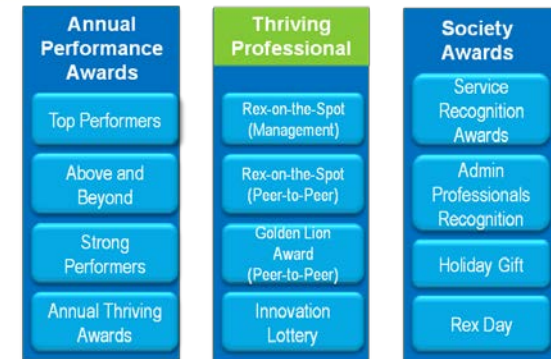 Annual
Performance
Awards
Top Performers
Above and
Beyond
Strong
Performers
Annual Thriving
Awards
Thriving
Professional
Rex-on-the-Spot
(Management)
Rex-on-the-Spot
(Peer-to-Peer)
Golden Lion
Award
(Peer-to-Peer)
Innovation
Lottery
Society
Awards
Service
Recognition
Awards
Admin
Professionals
Recognition
Holiday Gift
Rex Day